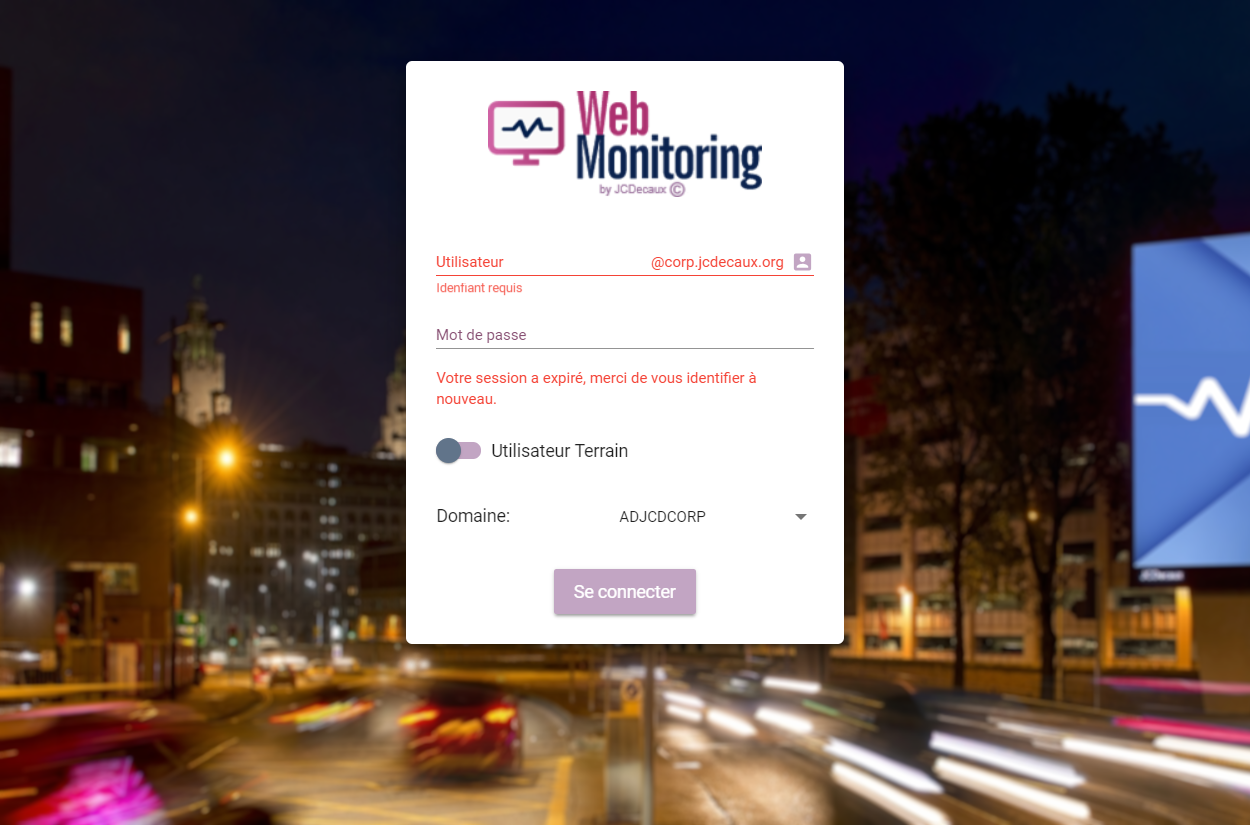 Web
Monitoring
by JCDecaux ©
Utilisateur @corp.jcdecaux.org
Idenfiant requis
Mot de passe
Votre session a expiré, merci de vous identifier à
nouveau.
Utilisateur Terrain
Domaine: ADJCDCORP
Se connecter
JCDecaux